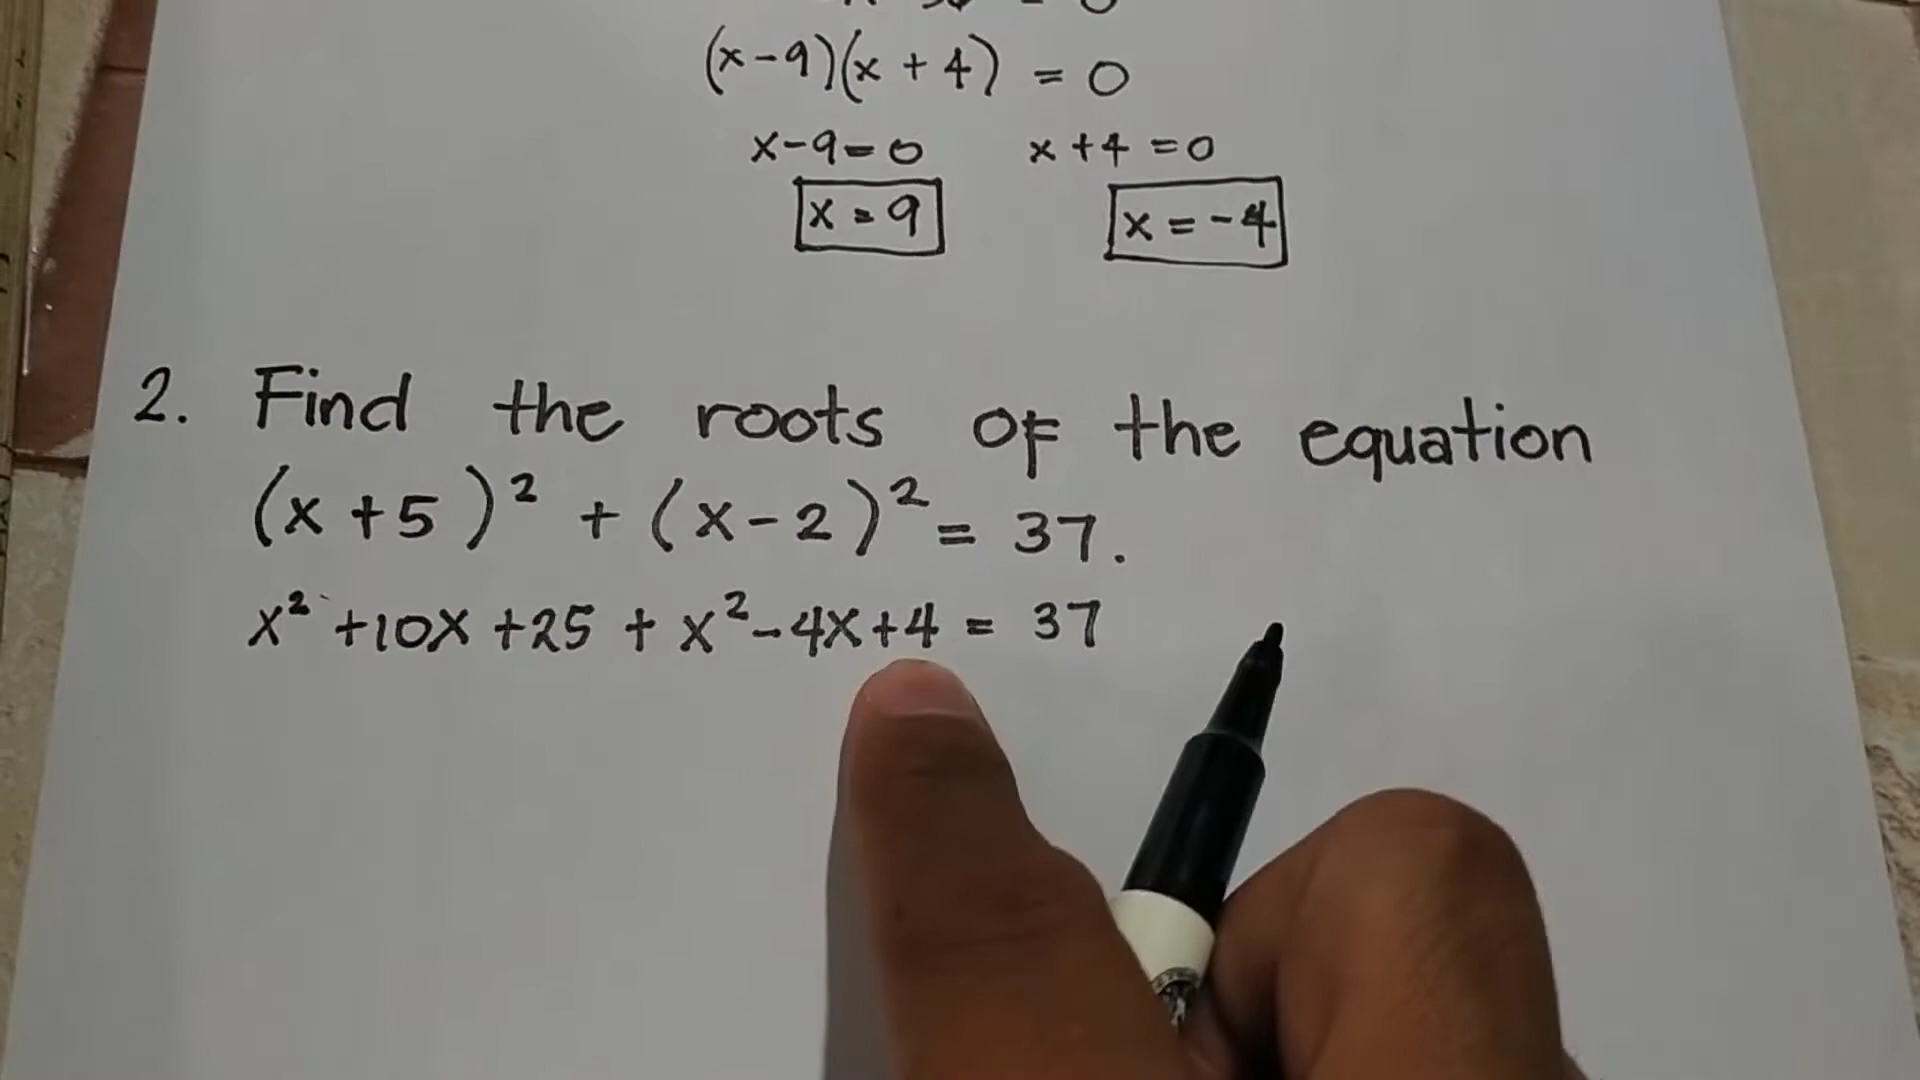 = 0
(x-9)(x + 4) = 0
x-9=0 x+4=0
x = 9 x = -4
2. Find the roots of the equation
(x+5)² + (x-2)² = 37.
x² +10x +25 + x² -4x+4 = 37